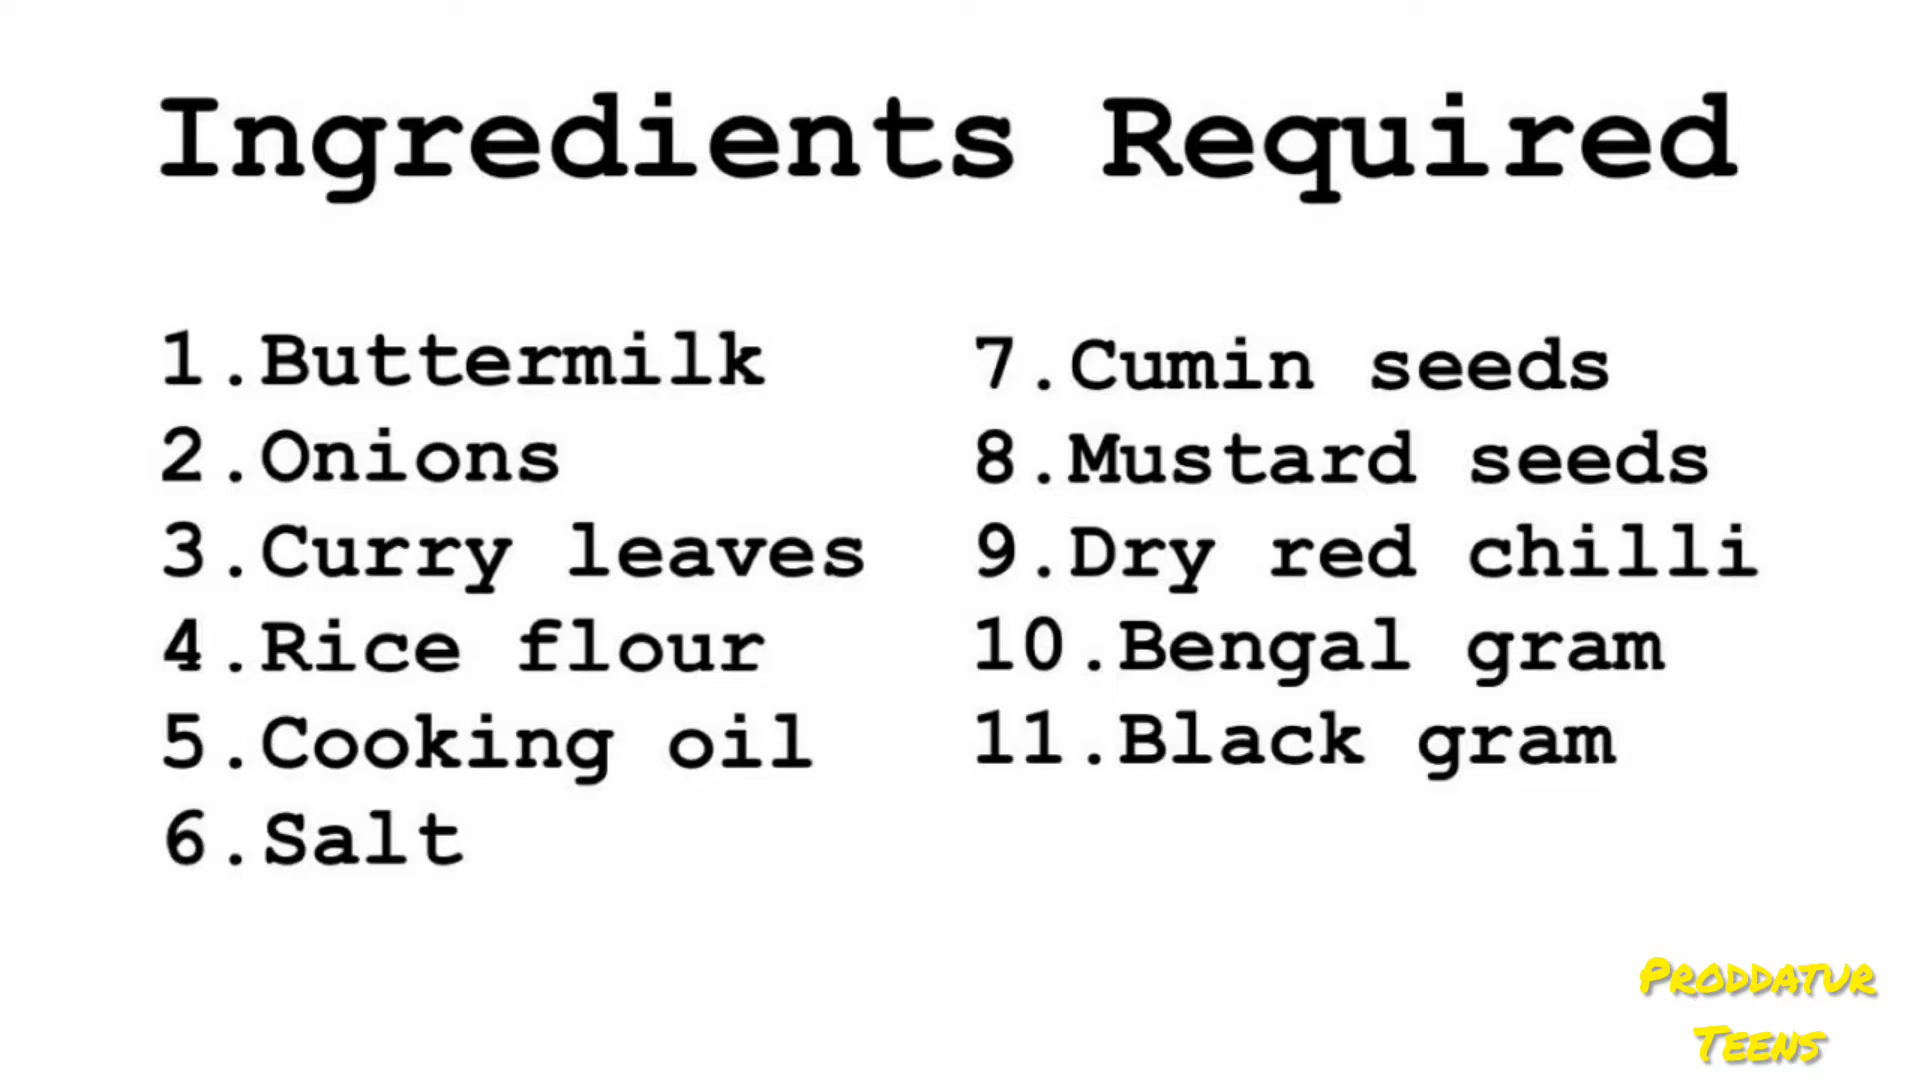 Ingredients Required
1.Buttermilk
2.Onions
3.Curry leaves
4.Rice flour
5.Cooking oil
6.Salt
7.Cumin seeds
8.Mustard seeds
9.Dry red chilli
10.Bengal gram
11.Black gram
Proddatur
Teens